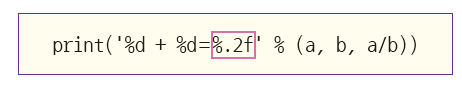 print('%d + %d=%.2f' % (a, b, a/b))